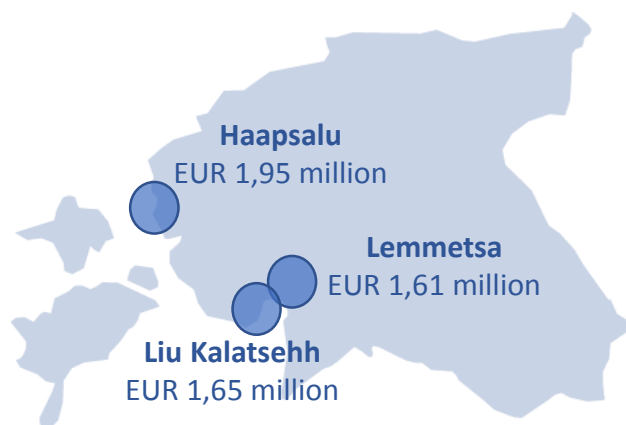 Haapsalu
EUR 1,95 million
Lemmetsa
EUR 1,61 million
Liu Kalatsehh
EUR 1,65 million